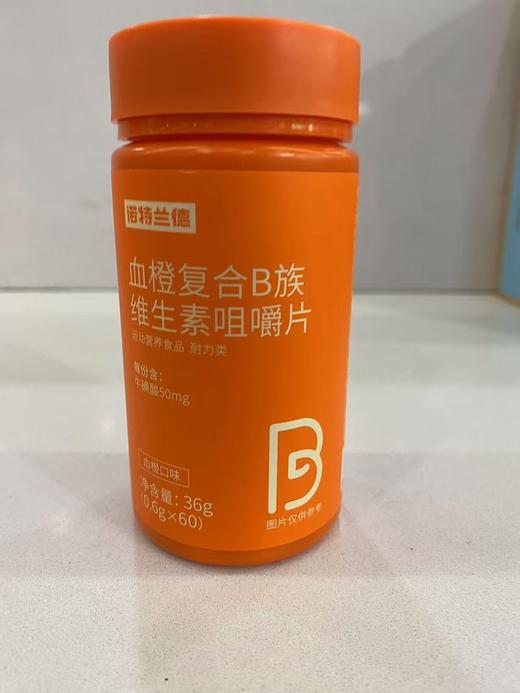 诺特兰德
血橙复合B族
维生素咀嚼片
运动营养食品 耐力类
每份含：
牛磺酸50mg
血橙口味
净含量：36g
(0.6g×60)
B
图片仅供参考